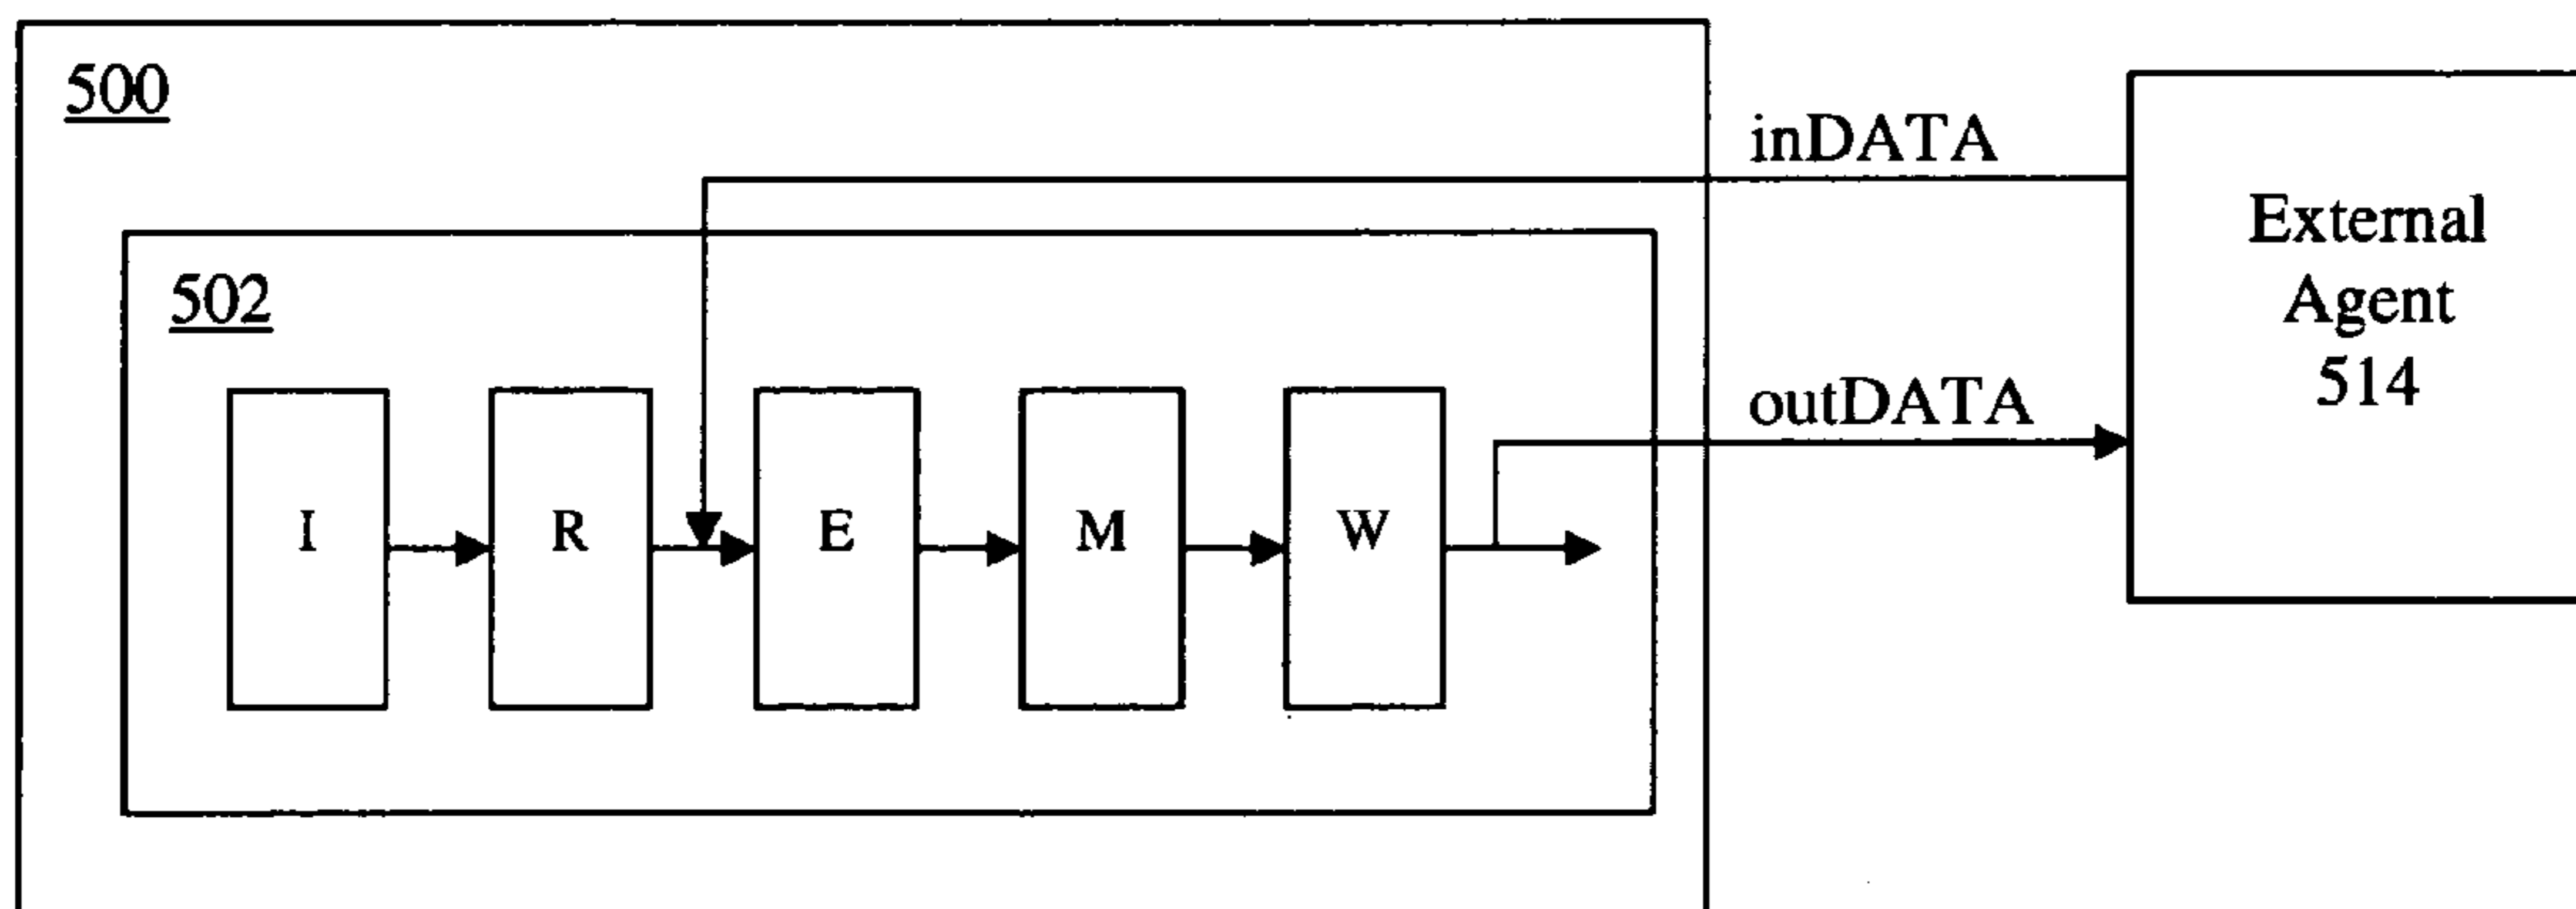 500
inDATA
External
Agent
514
502
outDATA
I
R
E
M
W